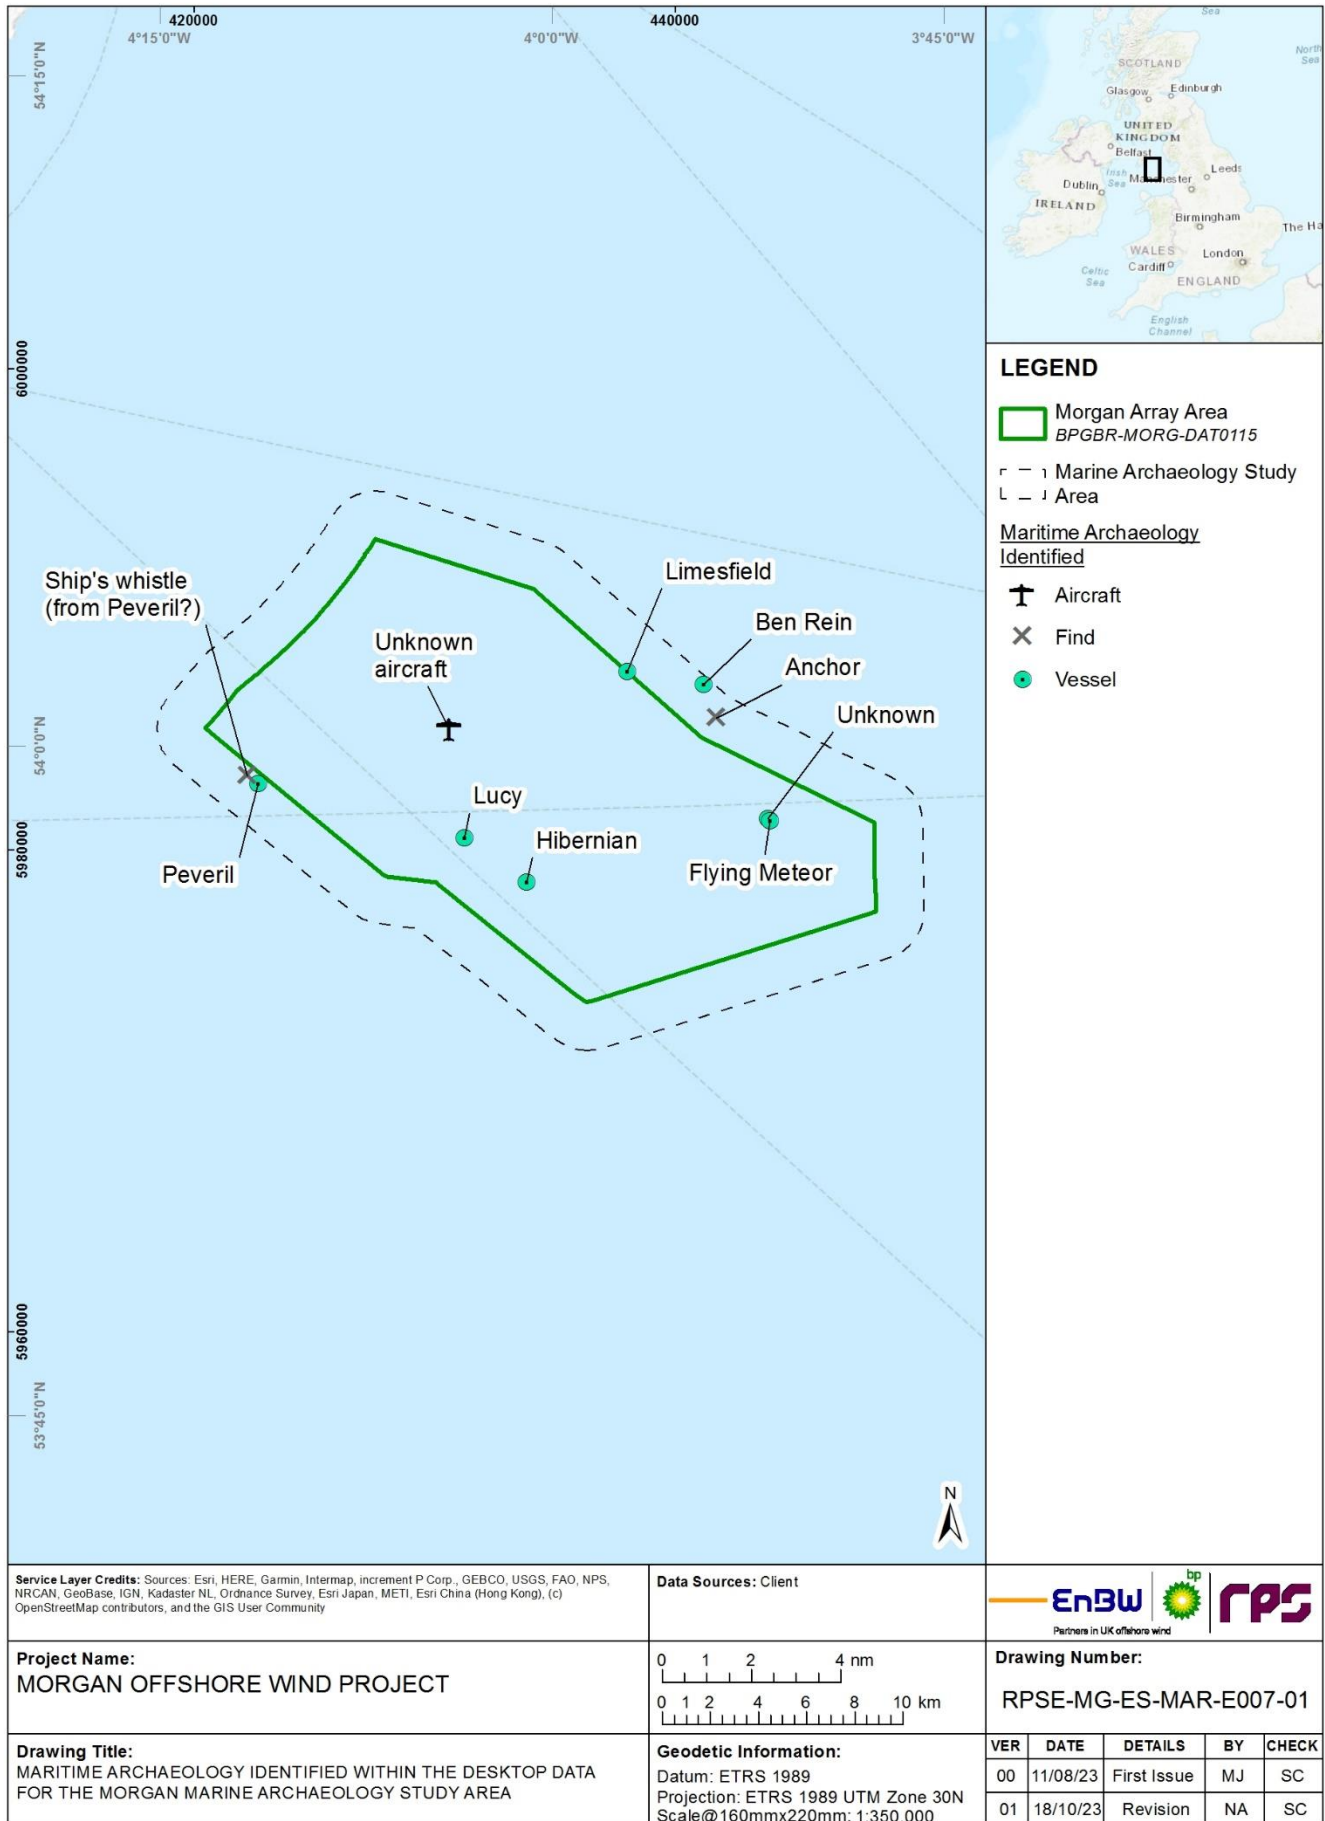 420000
440000
4°15'0"W
4°0'0"W
3°45'0"W
54°15'0"N
6000000
54°0'0"N
5980000
5960000
53°45'0"N
Ship's whistle
(from Peveril?)
Unknown
aircraft
Limesfield
Ben Rein
Anchor
Unknown
Lucy
Hibernian
Peveril
Flying Meteor
N
Sea
North
Sea
SCOTLAND
Glasgow
Edinburgh
UNITED
KINGDOM
Belfast
Irish
Sea
Manchester
Leeds
Dublin
IRELAND
Birmingham
The Ha
WALES
London
Cardiff
Celtic
Sea
ENGLAND
English
Channel
LEGEND
Morgan Array Area
BPGBR-MORG-DAT0115
Marine Archaeology Study
Area
Maritime Archaeology
Identified
Aircraft
Find
Vessel
Service Layer Credits: Sources: Esri, HERE, Garmin, Intermap, increment P Corp., GEBCO, USGS, FAO, NPS,
NRCAN, GeoBase, IGN, Kadaster NL, Ordnance Survey, Esri Japan, METI, Esri China (Hong Kong), (c)
OpenStreetMap contributors, and the GIS User Community
Data Sources: Client
EnBW
bp
rps
Partners in UK offshore wind
Project Name:
MORGAN OFFSHORE WIND PROJECT
0 1 2 4 nm
0 1 2 4 6 8 10 km
Drawing Number:
RPSE-MG-ES-MAR-E007-01
Drawing Title:
MARITIME ARCHAEOLOGY IDENTIFIED WITHIN THE DESKTOP DATA
FOR THE MORGAN MARINE ARCHAEOLOGY STUDY AREA
Geodetic Information:
Datum: ETRS 1989
Projection: ETRS 1989 UTM Zone 30N
Scale@160mmx220mm: 1:350,000
VER DATE DETAILS BY CHECK
00 11/08/23 First Issue MJ SC
01 18/10/23 Revision NA SC